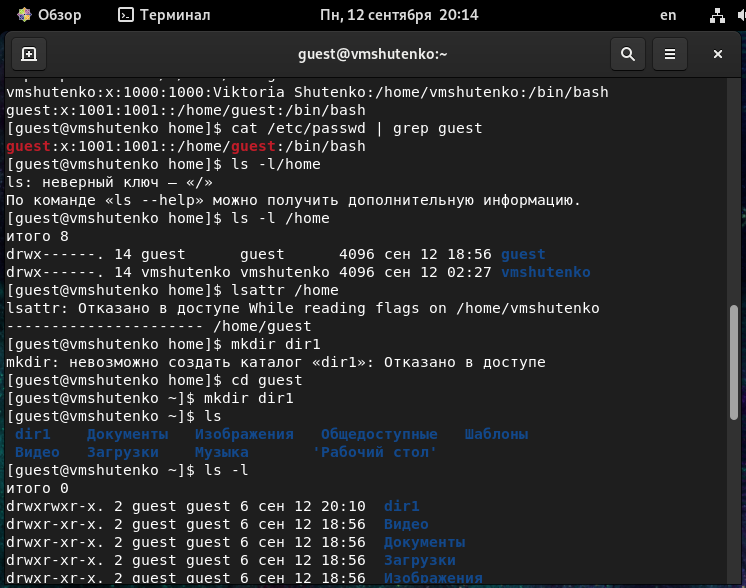 Обзор Терминал Пн, 12 сентября 20:14 en
guest@vmshutenko:~
vmshutenko:x:1000:1000:Viktoria Shutenko:/home/vmshutenko:/bin/bash
guest:x:1001:1001::/home/guest:/bin/bash
[guest@vmshutenko home]$ cat /etc/passwd | grep guest
guest:x:1001:1001::/home/guest:/bin/bash
[guest@vmshutenko home]$ ls -l/home
ls: неверный ключ — «/»
По команде «ls --help» можно получить дополнительную информацию.
[guest@vmshutenko home]$ ls -l /home
итого 8
drwx------. 14 guest      guest      4096 сен 12 18:56 guest
drwx------. 14 vmshutenko vmshutenko 4096 сен 12 02:27 vmshutenko
[guest@vmshutenko home]$ lsattr /home
lsattr: Отказано в доступе While reading flags on /home/vmshutenko
---------------------- /home/guest
[guest@vmshutenko home]$ mkdir dir1
mkdir: невозможно создать каталог «dir1»: Отказано в доступе
[guest@vmshutenko home]$ cd guest
[guest@vmshutenko ~]$ mkdir dir1
[guest@vmshutenko ~]$ ls
dir1    Документы   Изображения   Общедоступные   Шаблоны
Видео   Загрузки    Музыка       'Рабочий стол'
[guest@vmshutenko ~]$ ls -l
итого 0
drwxrwxr-x. 2 guest guest 6 сен 12 20:10  dir1
drwxr-xr-x. 2 guest guest 6 сен 12 18:56  Видео
drwxr-xr-x. 2 guest guest 6 сен 12 18:56  Документы
drwxr-xr-x. 2 guest guest 6 сен 12 18:56  Загрузки
drwxr-xr-x. 2 guest guest 6 сен 12 18:56  Изображения